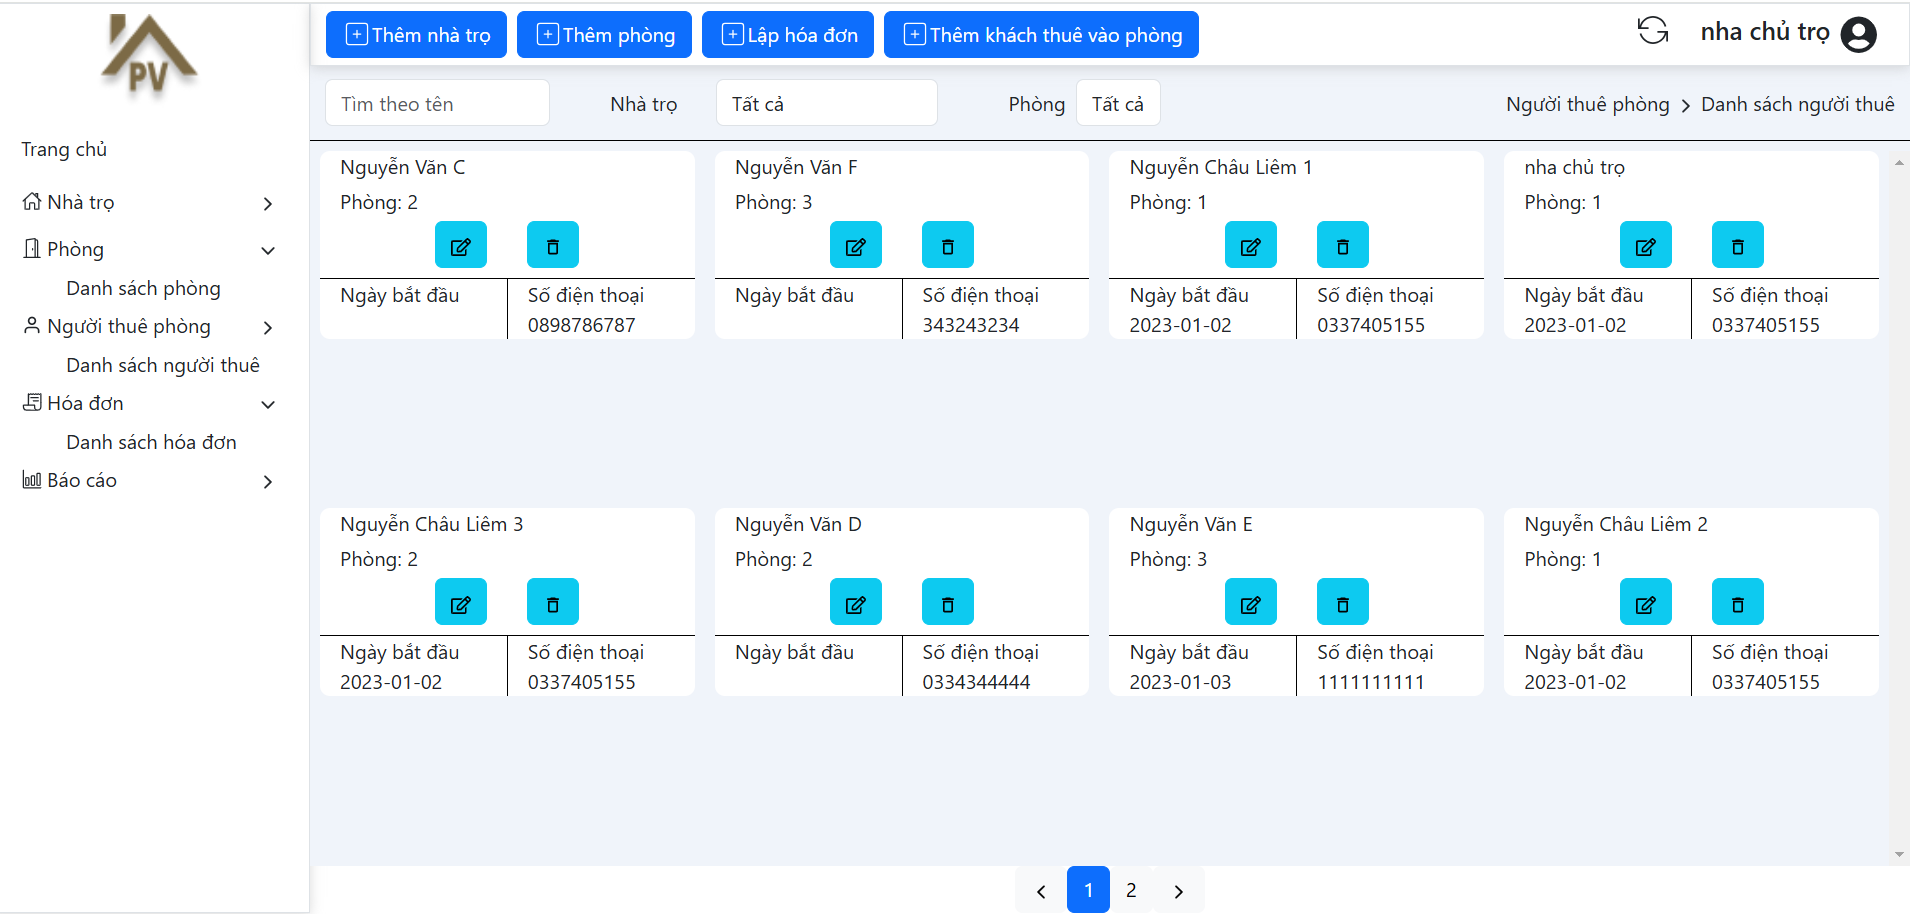 PV
Thêm nhà trọ
Thêm phòng
Lập hóa đơn
Thêm khách thuê vào phòng
nha chủ trọ
Tìm theo tên
Nhà trọ
Tất cả
Phòng
Tất cả
Người thuê phòng > Danh sách người thuê
Trang chủ
Nhà trọ
Phòng
Danh sách phòng
Người thuê phòng
Danh sách người thuê
Hóa đơn
Danh sách hóa đơn
Báo cáo
Nguyễn Văn C
Phòng: 2
Ngày bắt đầu
Số điện thoại
0898786787
Nguyễn Văn F
Phòng: 3
Ngày bắt đầu
Số điện thoại
343243234
Nguyễn Châu Liêm 1
Phòng: 1
Ngày bắt đầu
2023-01-02
Số điện thoại
0337405155
nha chủ trọ
Phòng: 1
Ngày bắt đầu
2023-01-02
Số điện thoại
0337405155
Nguyễn Châu Liêm 3
Phòng: 2
Ngày bắt đầu
2023-01-02
Số điện thoại
0337405155
Nguyễn Văn D
Phòng: 2
Ngày bắt đầu
Số điện thoại
0334344444
Nguyễn Văn E
Phòng: 3
Ngày bắt đầu
2023-01-03
Số điện thoại
1111111111
Nguyễn Châu Liêm 2
Phòng: 1
Ngày bắt đầu
2023-01-02
Số điện thoại
0337405155
1
2